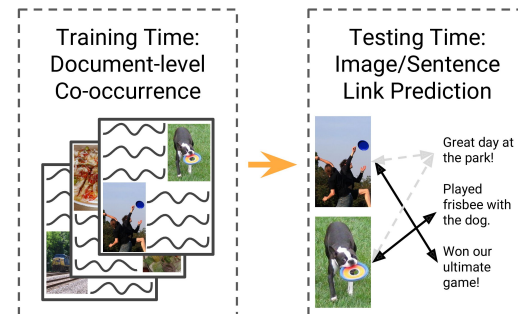 Training Time:
Document-level
Co-occurrence
Testing Time:
Image/Sentence
Link Prediction
Great day at
the park!
Played
frisbee with
the dog.
Won our
ultimate
game!